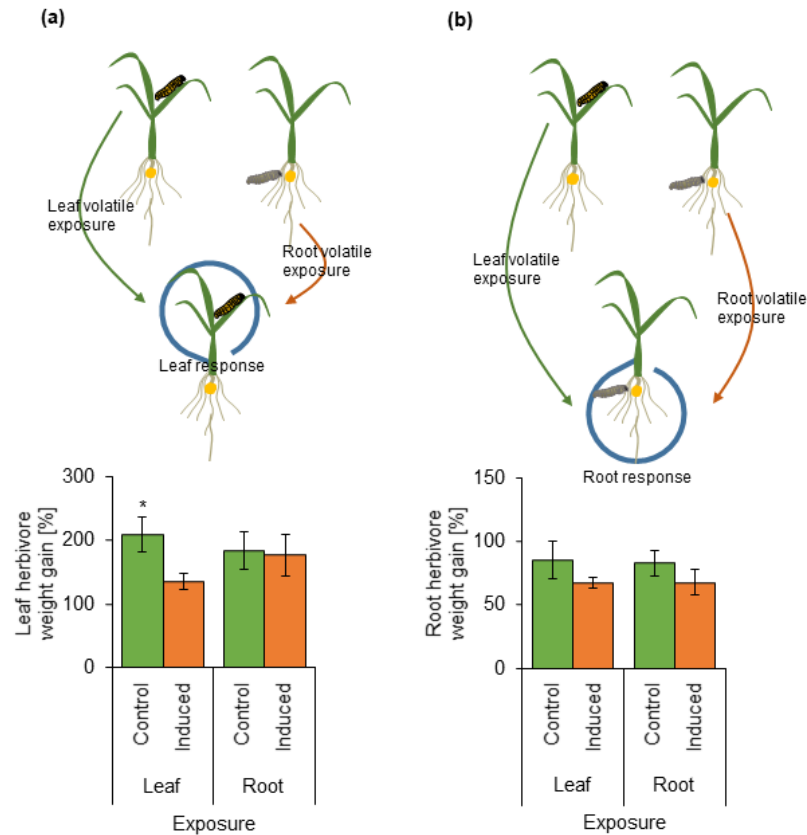 (a)
Leaf volatile
exposure
Root volatile
exposure
Leaf response
300
200
100
0
Leaf herbivore
weight gain [%]
*
Control
Induced
Control
Induced
Leaf
Root
Exposure
(b)
Leaf volatile
exposure
Root volatile
exposure
Root response
150
100
50
0
Root herbivore
weight gain [%]
Control
Induced
Control
Induced
Leaf
Root
Exposure